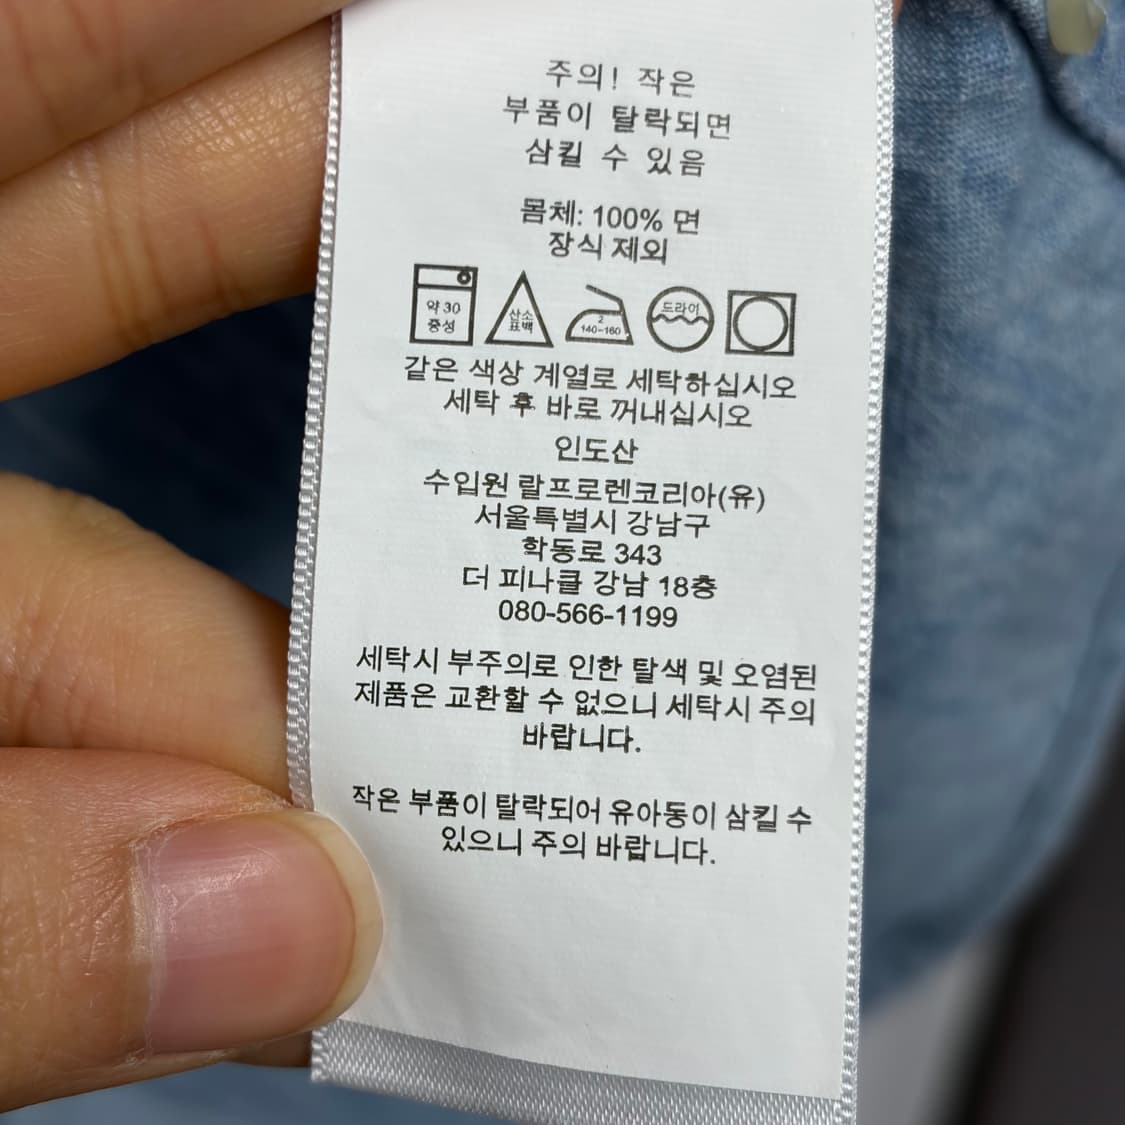 주의! 작은
부품이 탈락되면
삼킬 수 있음
몸체: 100% 면
장식 제외
약 30
중성
산소
표백
2
140-160
드라이
같은 색상 계열로 세탁하십시오
세탁 후 바로 꺼내십시오
인도산
수입원 랄프로렌코리아(유)
서울특별시 강남구
학동로 343
더 피나클 강남 18층
080-566-1199
세탁시 부주의로 인한 탈색 및 오염된
제품은 교환할 수 없으니 세탁시 주의
바랍니다.
작은 부품이 탈락되어 유아동이 삼킬 수
있으니 주의 바랍니다.